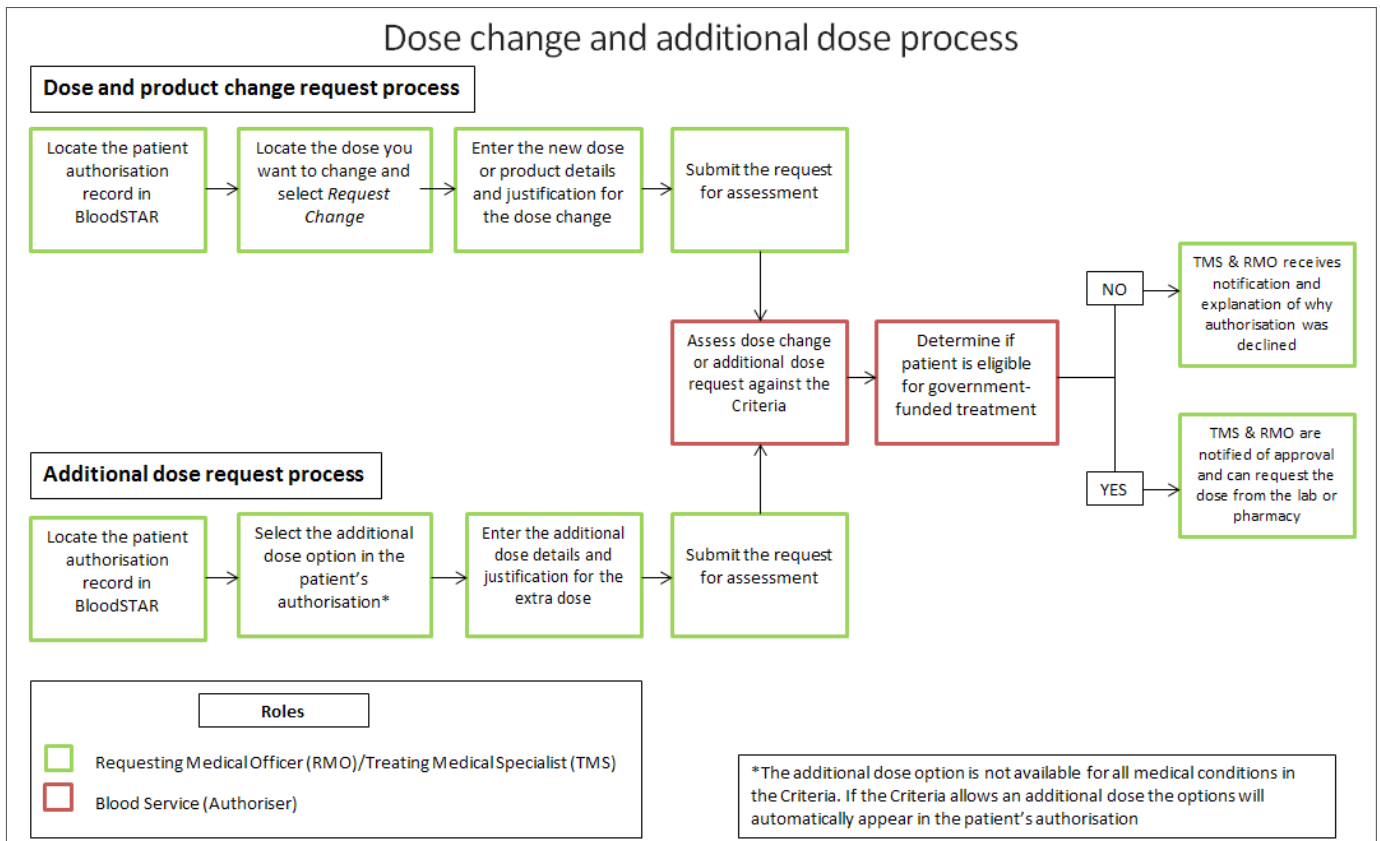 Dose change and additional dose process
Dose and product change request process
Locate the patient
authorisation
record in
BloodSTAR
Locate the dose you
want to change and
select Request
Change
Enter the new dose
or product details
and justification for
the dose change
Submit the request
for assessment
Assess dose change
or additional dose
request against the
Criteria
Determine if
patient is eligible
for government-
funded treatment
NO
TMS & RMO receives
notification and
explanation of why
authorisation was
declined
YES
TMS & RMO are
notified of approval
and can request the
dose from the lab or
pharmacy
Additional dose request process
Locate the patient
authorisation
record in
BloodSTAR
Select the additional
dose option in the
patient's
authorisation*
Enter the additional
dose details and
justification for the
extra dose
Submit the request
for assessment
Roles
Requesting Medical Officer (RMO)/Treating Medical Specialist (TMS)
Blood Service (Authoriser)
*The additional dose option is not available for all medical conditions in
the Criteria. If the Criteria allows an additional dose the options will
automatically appear in the patient's authorisation